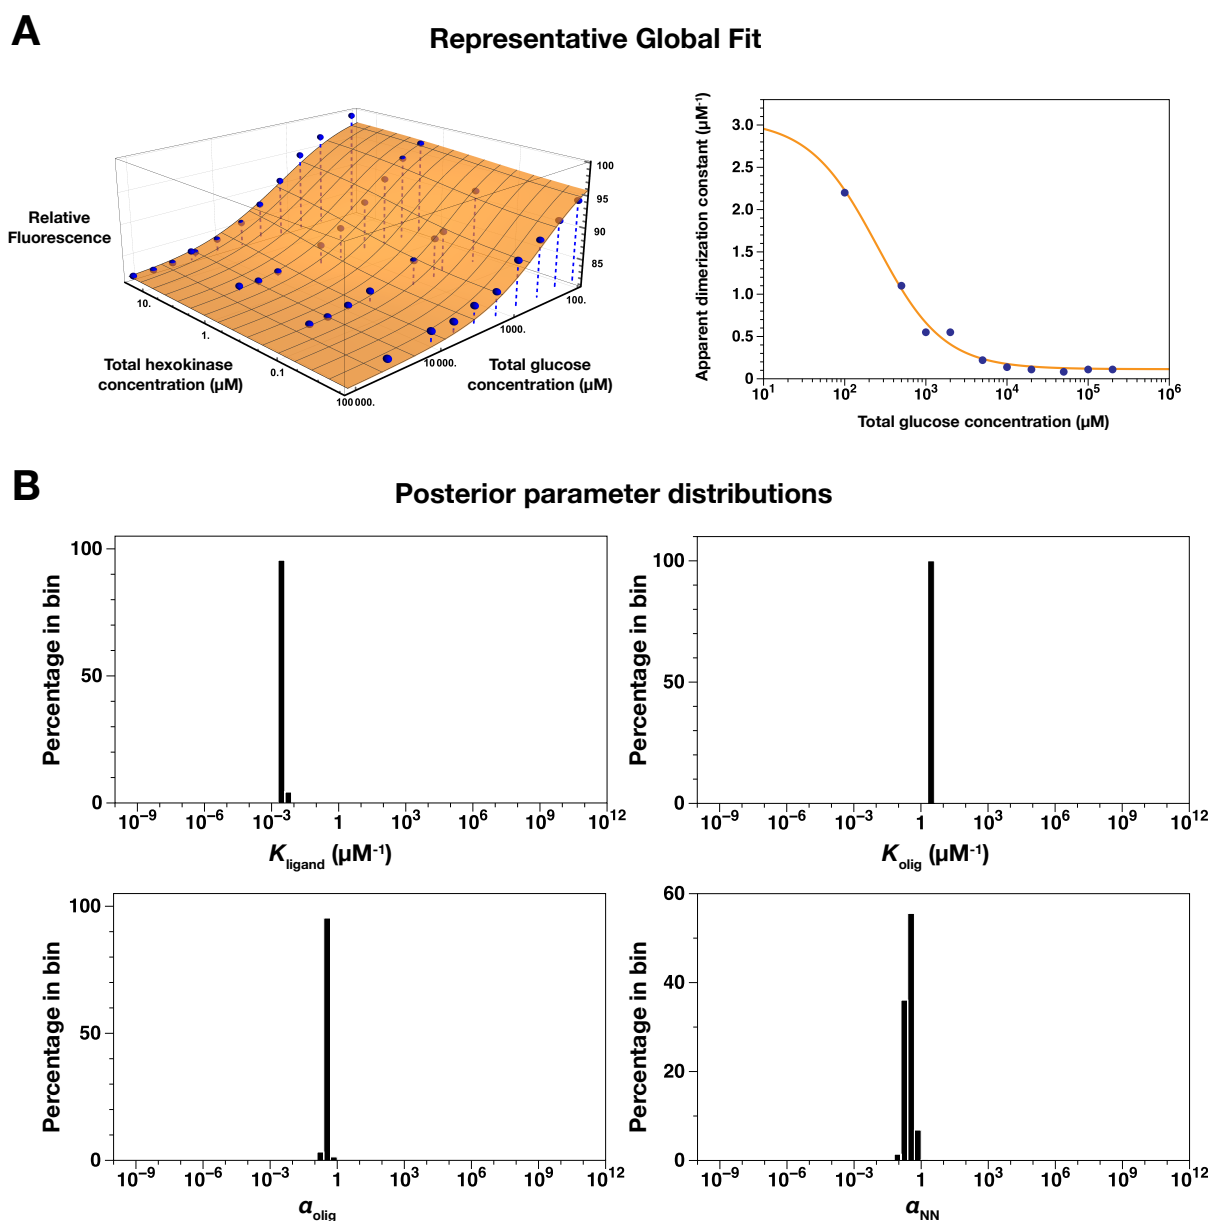 A
Representative Global Fit
Relative
Fluorescence
100
95
90
85
10.
1.
0.1
100.
1000.
10 000.
100 000.
Total hexokinase
concentration (µM)
Total glucose
concentration (µM)
Apparent dimerization constant (µM⁻¹)
3.0
2.5
2.0
1.5
1.0
0.5
0
10¹ 10² 10³ 10⁴ 10⁵ 10⁶
Total glucose concentration (µM)
B
Posterior parameter distributions
Percentage in bin
100
50
0
10⁻⁹ 10⁻⁶ 10⁻³ 1 10³ 10⁶ 10⁹ 10¹²
K ligand (µM⁻¹)
Percentage in bin
100
50
0
10⁻⁹ 10⁻⁶ 10⁻³ 1 10³ 10⁶ 10⁹ 10¹²
K olig (µM⁻¹)
Percentage in bin
100
50
0
10⁻⁹ 10⁻⁶ 10⁻³ 1 10³ 10⁶ 10⁹ 10¹²
α olig
Percentage in bin
60
40
20
0
10⁻⁹ 10⁻⁶ 10⁻³ 1 10³ 10⁶ 10⁹ 10¹²
α NN